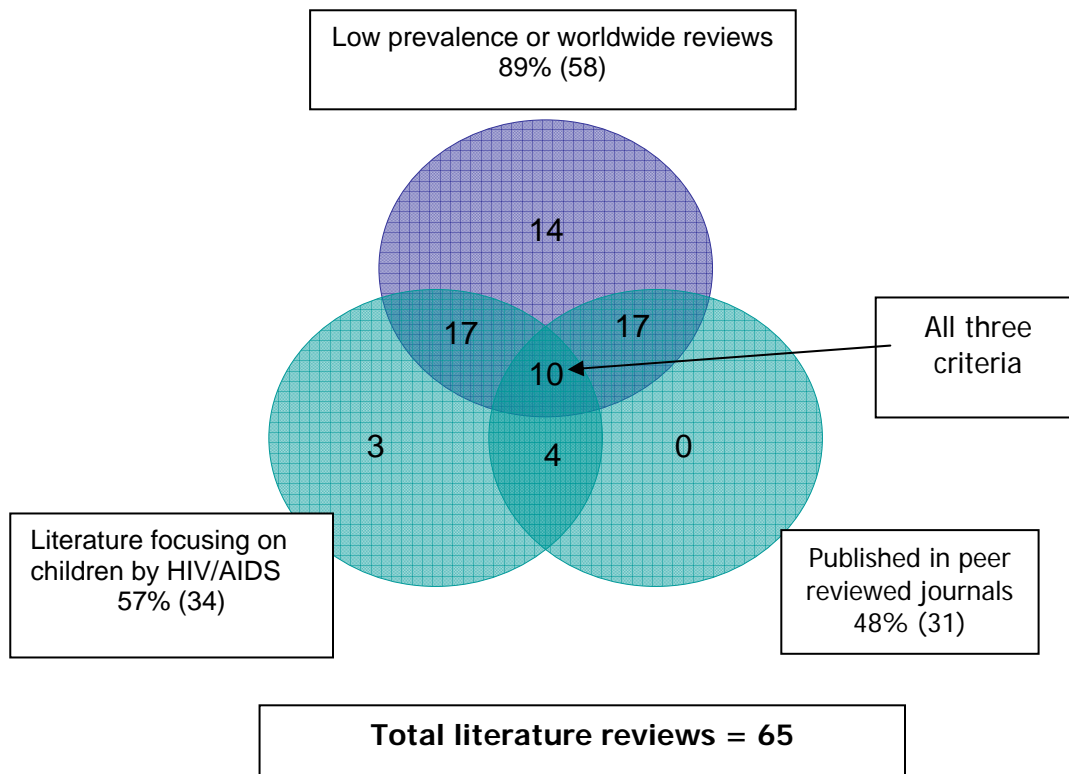 Low prevalence or worldwide reviews
89% (58)
14
17
17
10
All three
criteria
3
4
0
Literature focusing on
children by HIV/AIDS
57% (34)
Published in peer
reviewed journals
48% (31)
Total literature reviews = 65